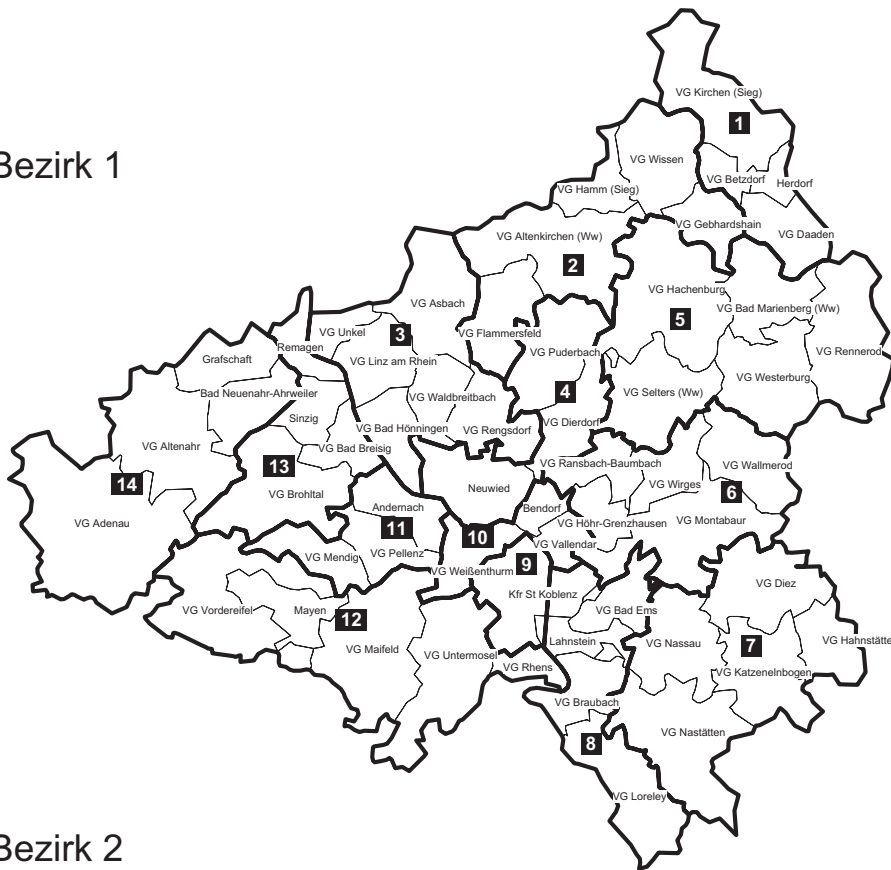 VG Kirchen (Sieg)
1
Bezirk 1
VG Wissen
VG Betzdorf
Herdorf
VG Hamm (Sieg)
VG Gebhardshain
VG Daaden
VG Altenkirchen (Ww)
2
VG Hachenburg
VG Asbach
VG Bad Marienberg (Ww)
5
VG Unkel
3
VG Flammersfeld
Remagen
VG Puderbach
VG Rennerod
Grafschaft
VG Linz am Rhein
VG Westerburg
Bad Neuenahr-Ahrweiler
VG Waldbreitbach
4
VG Selters (Ww)
Sinzig
VG Dierdorf
VG Bad Hönningen
VG Rengsdorf
VG Altenahr
VG Bad Breisig
13
VG Ransbach-Baumbach
VG Wallmerod
14
VG Wirges
6
Neuwied
VG Brohltal
Andernach
Bendorf
VG Adenau
11
VG Höhr-Grenzhausen
VG Montabaur
10
VG Vallendar
VG Mendig
VG Pellenz
9
VG Weißenthurm
VG Diez
Kfr St Koblenz
VG Vordereifel
Mayen
12
VG Bad Ems
VG Hahnstätte
Lahnstein
VG Nassau
7
VG Maifeld
VG Untermosel
VG Rhens
VG Katzenelnbogen
VG Braubach
VG Nastätten
8
VG Loreley
Bezirk 2